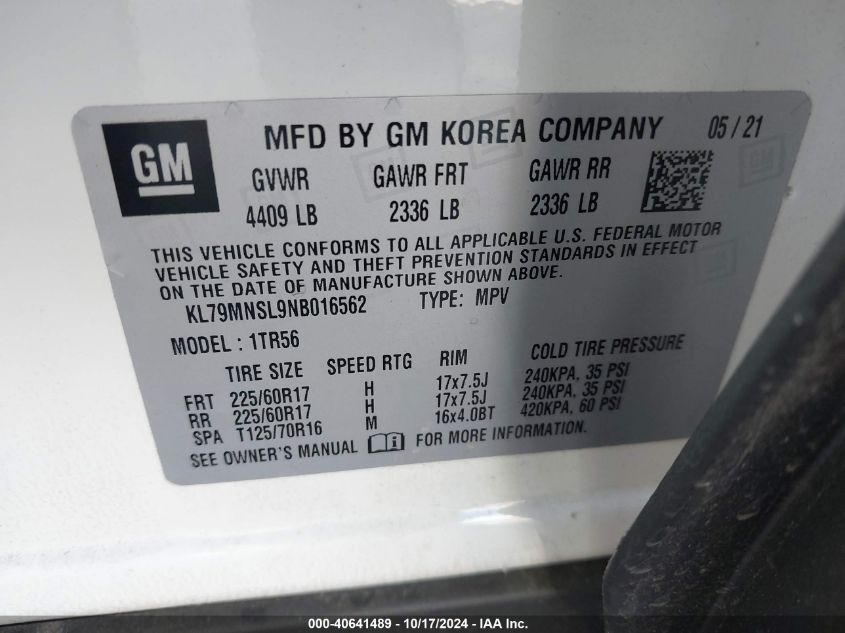 GM
MFD BY GM KOREA COMPANY 05/21
GVWR GAWR FRT GAWR RR
4409 LB 2336 LB 2336 LB
THIS VEHICLE CONFORMS TO ALL APPLICABLE U.S. FEDERAL MOTOR
VEHICLE SAFETY AND THEFT PREVENTION STANDARDS IN EFFECT
ON THE DATE OF MANUFACTURE SHOWN ABOVE.
KL79MNSL9NB016562 TYPE: MPV
MODEL : 1TR56
TIRE SIZE SPEED RTG RIM COLD TIRE PRESSURE
FRT 225/60R17 H 17x7.5J 240KPA, 35 PSI
RR 225/60R17 H 17x7.5J 240KPA, 35 PSI
SPA T125/70R16 M 16x4.0BT 420KPA, 60 PSI
SEE OWNER'S MANUAL FOR MORE INFORMATION.
000-40641489 - 10/17/2024 - IAA Inc.